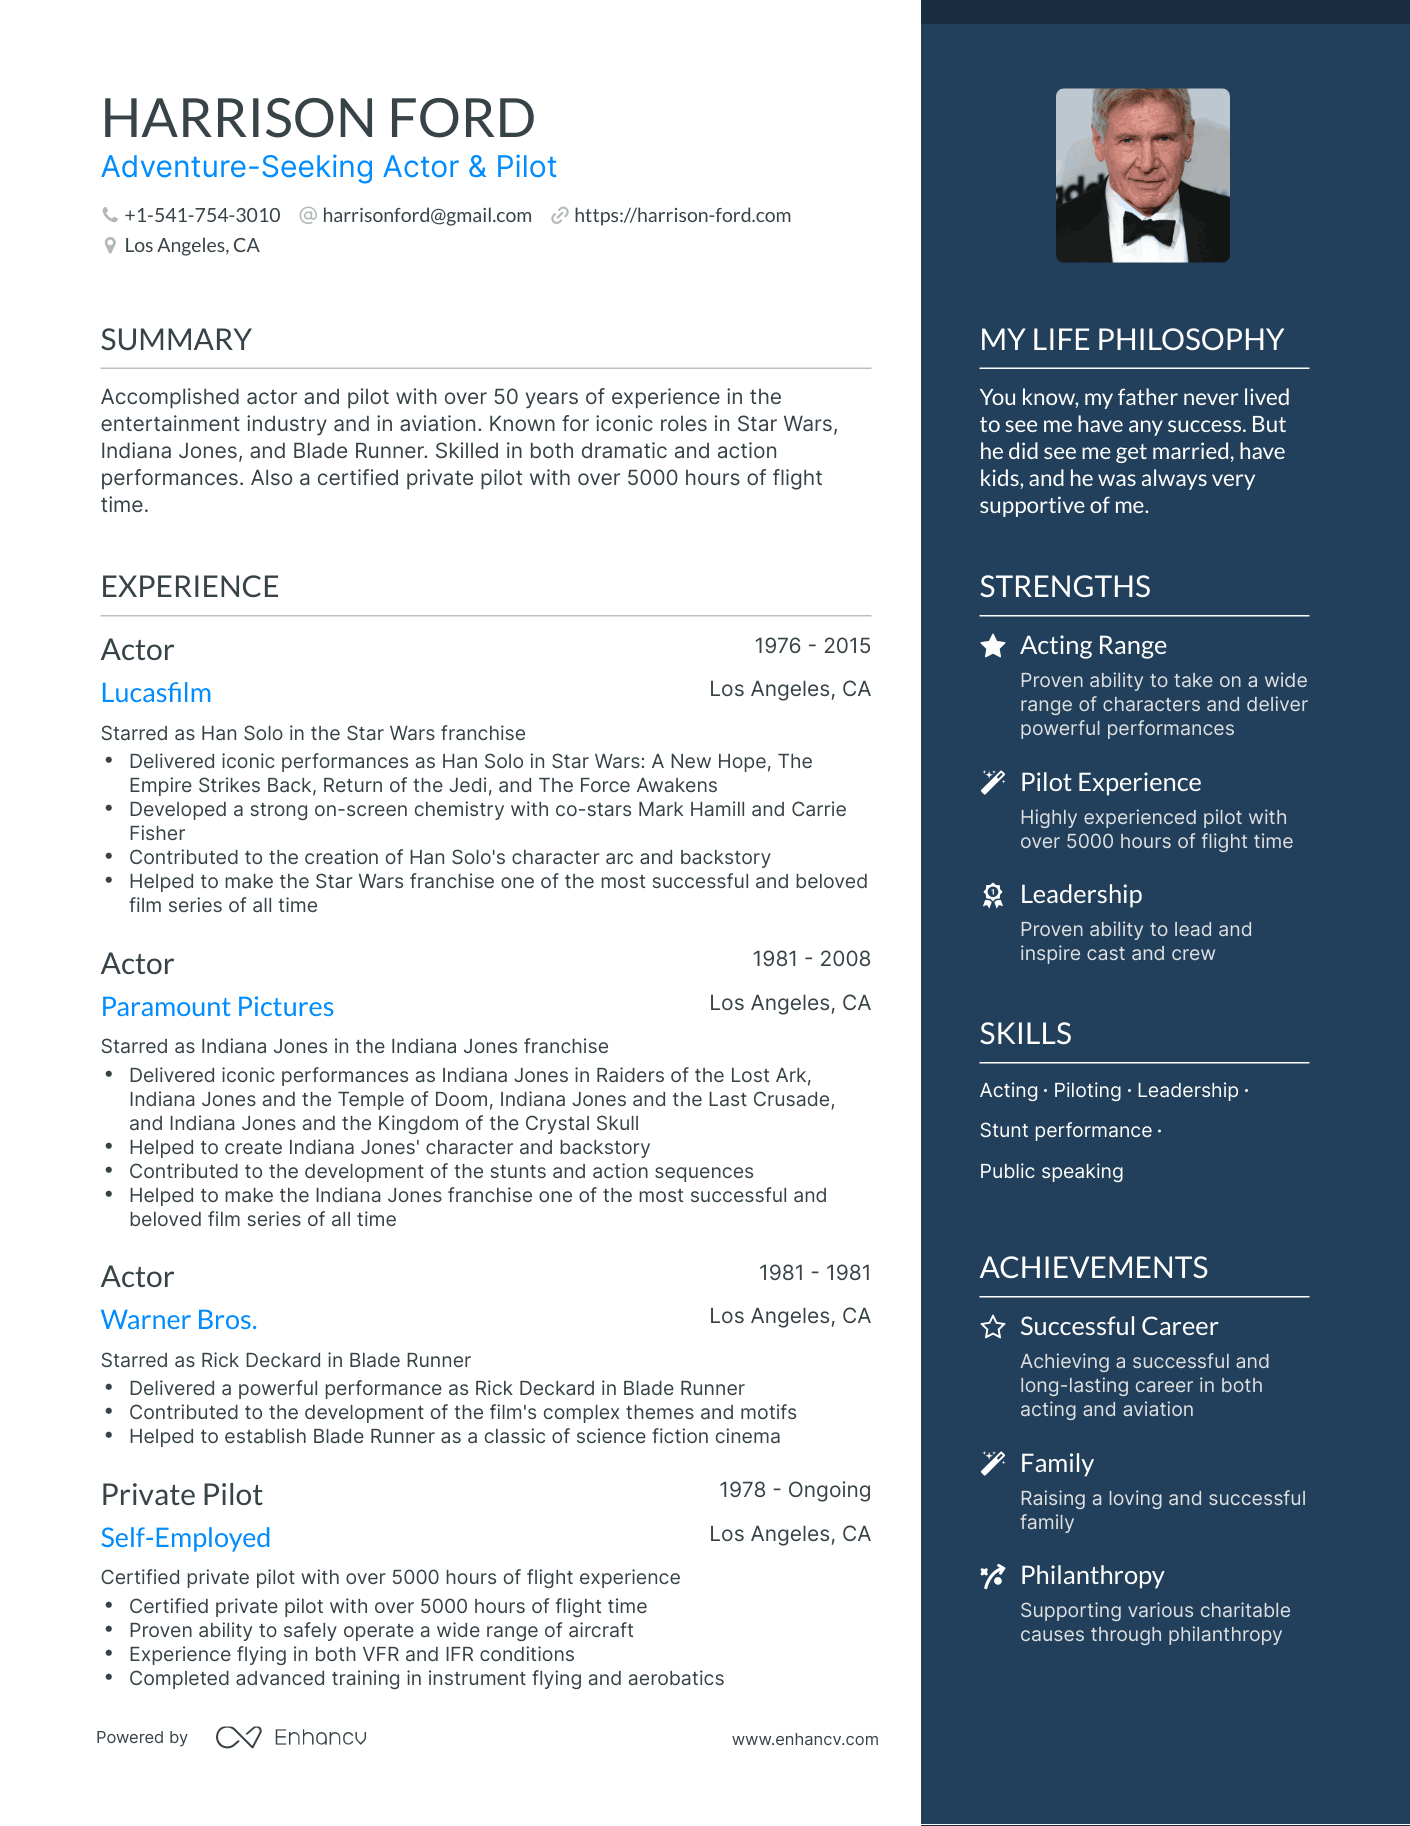 HARRISON FORD
Adventure-Seeking Actor & Pilot
+1-541-754-3010 harrisonford@gmail.com https://harrison-ford.com
Los Angeles, CA
SUMMARY
Accomplished actor and pilot with over 50 years of experience in the
entertainment industry and in aviation. Known for iconic roles in Star Wars,
Indiana Jones, and Blade Runner. Skilled in both dramatic and action
performances. Also a certified private pilot with over 5000 hours of flight
time.
EXPERIENCE
Actor 1976 - 2015
Lucasfilm Los Angeles, CA
Starred as Han Solo in the Star Wars franchise
• Delivered iconic performances as Han Solo in Star Wars: A New Hope, The
Empire Strikes Back, Return of the Jedi, and The Force Awakens
• Developed a strong on-screen chemistry with co-stars Mark Hamill and Carrie
Fisher
• Contributed to the creation of Han Solo's character arc and backstory
• Helped to make the Star Wars franchise one of the most successful and beloved
film series of all time
Actor 1981 - 2008
Paramount Pictures Los Angeles, CA
Starred as Indiana Jones in the Indiana Jones franchise
• Delivered iconic performances as Indiana Jones in Raiders of the Lost Ark,
Indiana Jones and the Temple of Doom, Indiana Jones and the Last Crusade,
and Indiana Jones and the Kingdom of the Crystal Skull
• Helped to create Indiana Jones' character and backstory
• Contributed to the development of the stunts and action sequences
• Helped to make the Indiana Jones franchise one of the most successful and
beloved film series of all time
Actor 1981 - 1981
Warner Bros. Los Angeles, CA
Starred as Rick Deckard in Blade Runner
• Delivered a powerful performance as Rick Deckard in Blade Runner
• Contributed to the development of the film's complex themes and motifs
• Helped to establish Blade Runner as a classic of science fiction cinema
Private Pilot 1978 - Ongoing
Self-Employed Los Angeles, CA
Certified private pilot with over 5000 hours of flight experience
• Certified private pilot with over 5000 hours of flight time
• Proven ability to safely operate a wide range of aircraft
• Experience flying in both VFR and IFR conditions
• Completed advanced training in instrument flying and aerobatics
Powered by Enhancv www.enhancv.com
MY LIFE PHILOSOPHY
You know, my father never lived
to see me have any success. But
he did see me get married, have
kids, and he was always very
supportive of me.
STRENGTHS
Acting Range
Proven ability to take on a wide
range of characters and deliver
powerful performances
Pilot Experience
Highly experienced pilot with
over 5000 hours of flight time
Leadership
Proven ability to lead and
inspire cast and crew
SKILLS
Acting · Piloting · Leadership ·
Stunt performance ·
Public speaking
ACHIEVEMENTS
Successful Career
Achieving a successful and
long-lasting career in both
acting and aviation
Family
Raising a loving and successful
family
Philanthropy
Supporting various charitable
causes through philanthropy